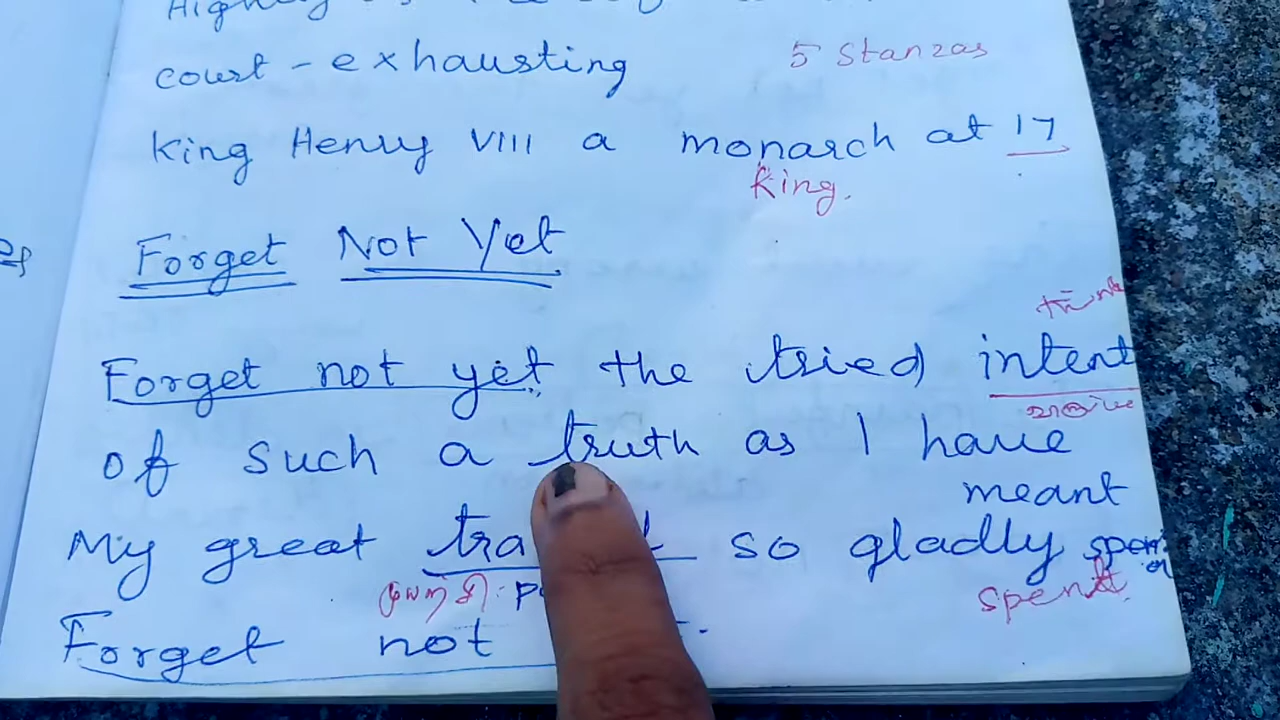 court - exhausting 5 Stanzas
King Henry VIII a monarch at 17
King.
Forget Not Yet
Forget not yet the tried intent
of such a truth as I have
meant
My great so gladly
முயற்சி spent
Forget not